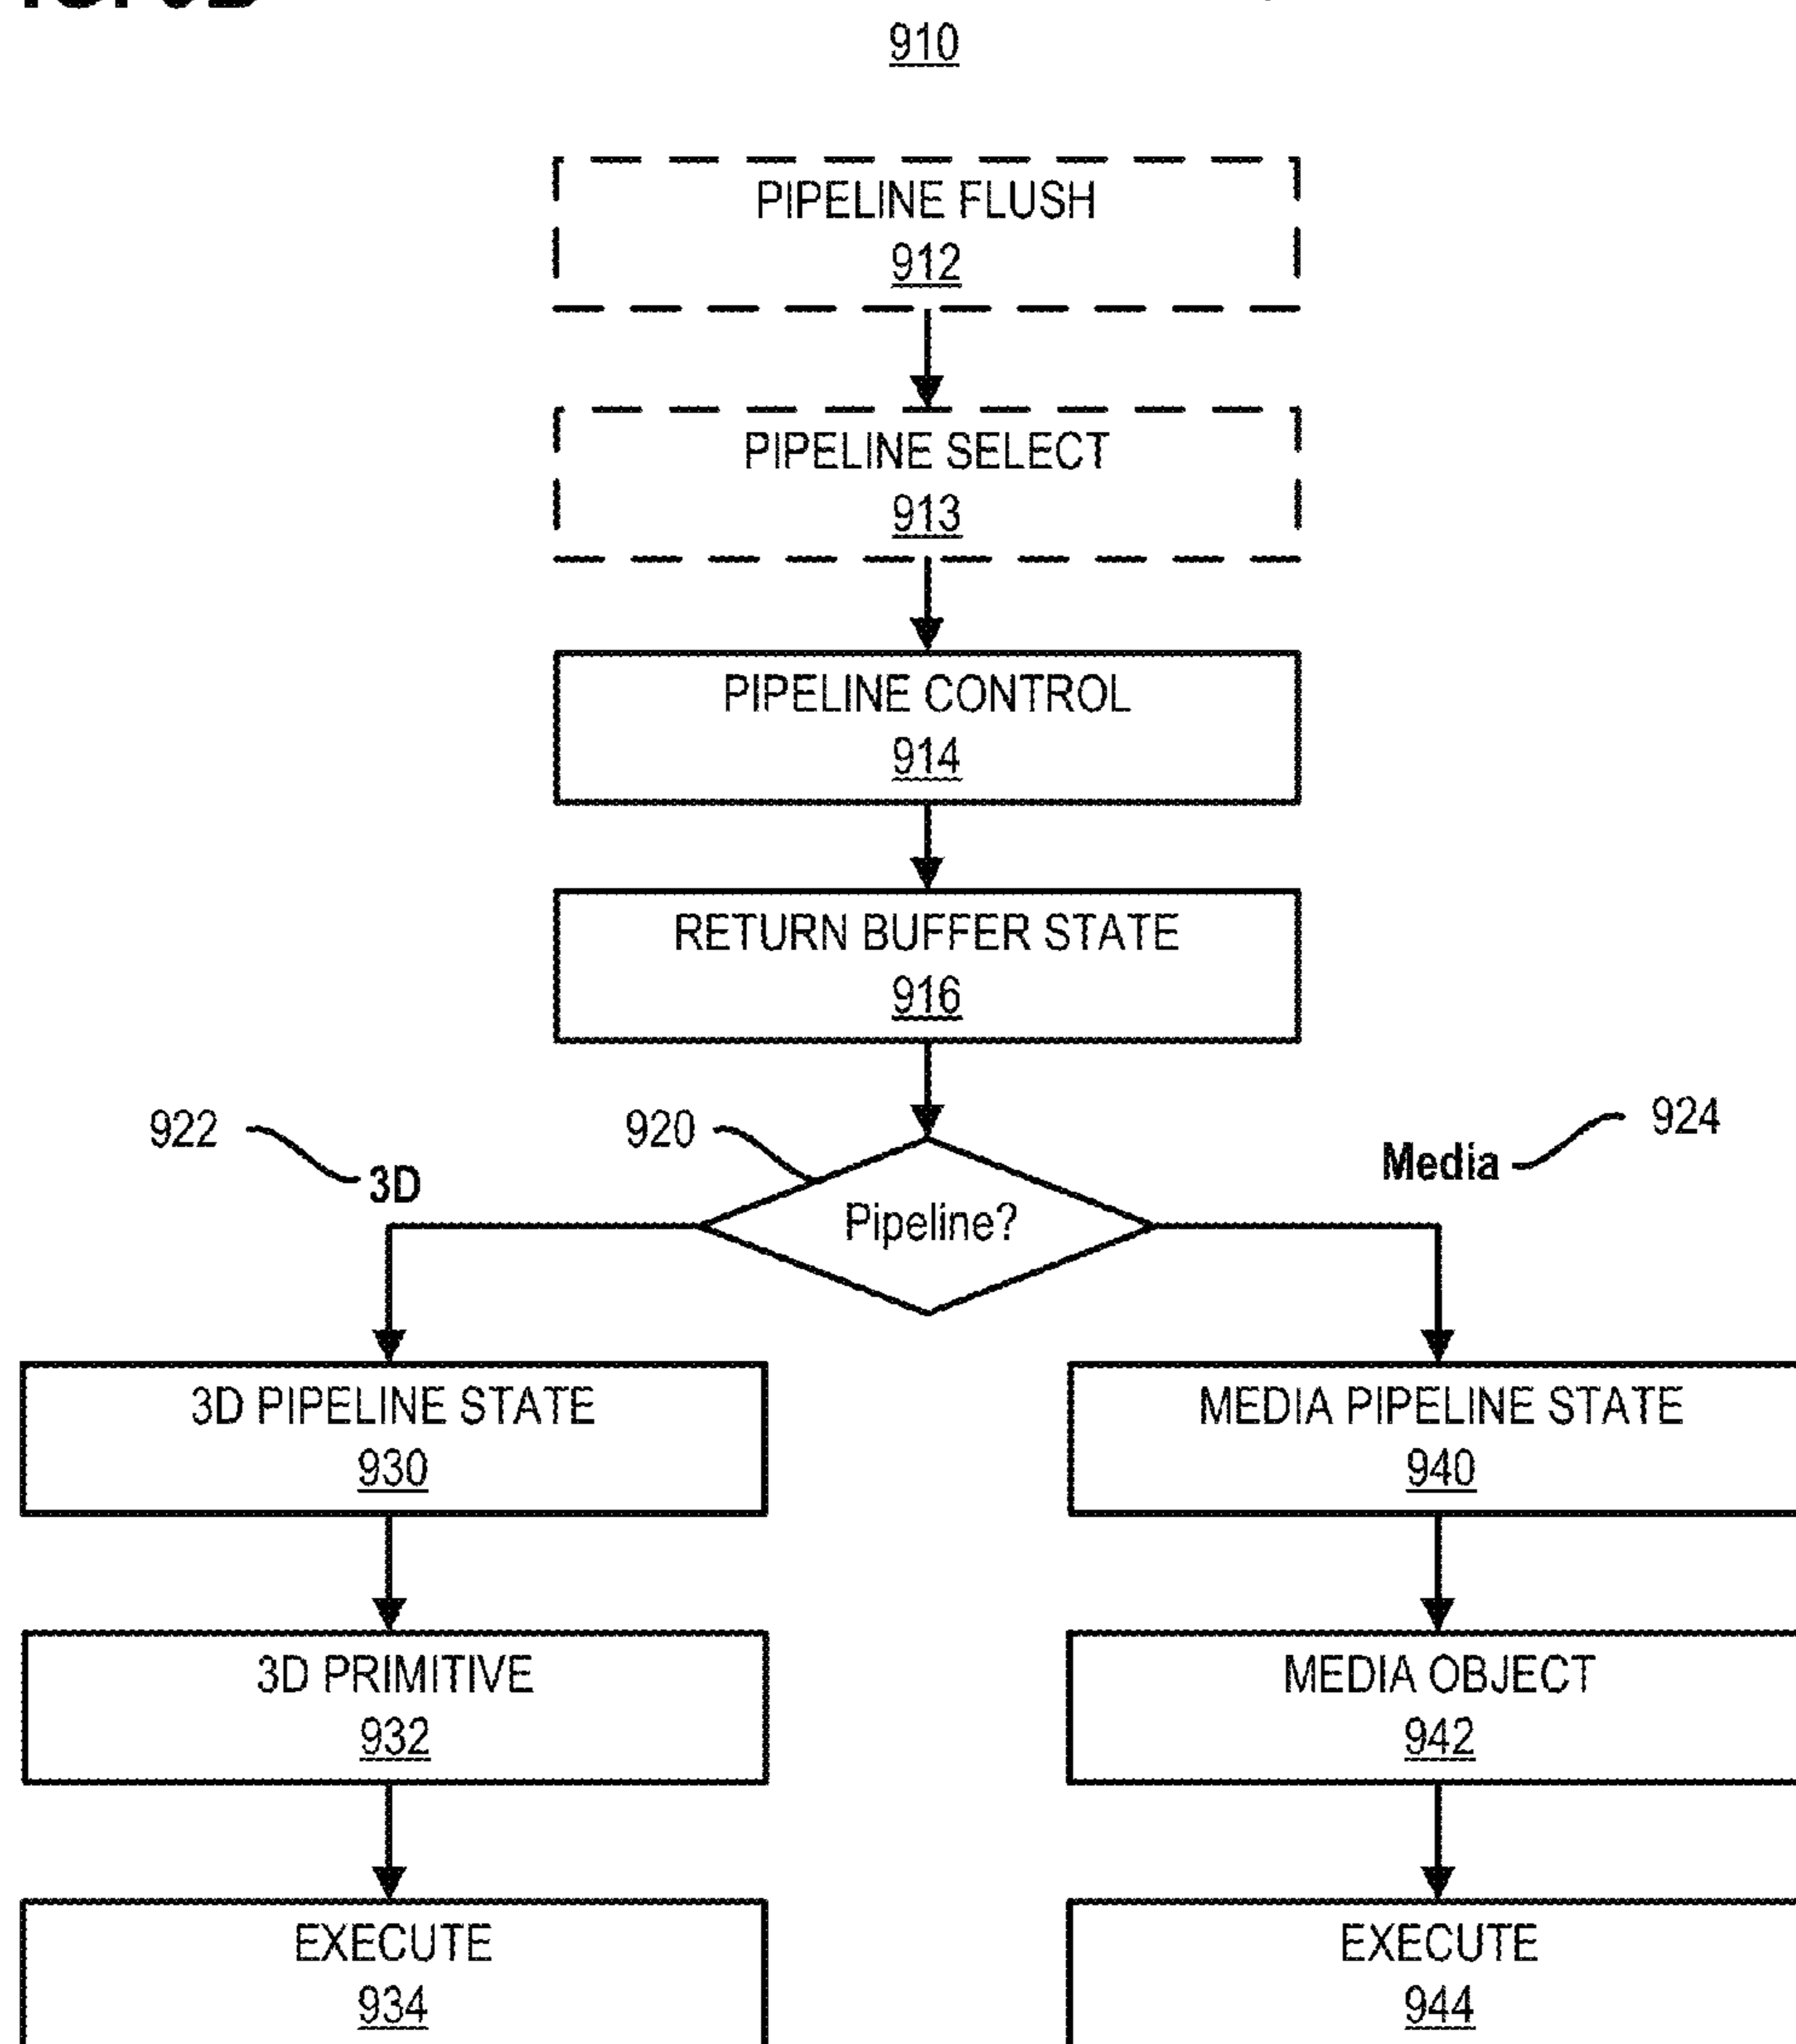 910
PIPELINE FLUSH
912
PIPELINE SELECT
913
PIPELINE CONTROL
914
RETURN BUFFER STATE
916
922
920
924
3D
Media
Pipeline?
3D PIPELINE STATE
930
MEDIA PIPELINE STATE
940
3D PRIMITIVE
932
MEDIA OBJECT
942
EXECUTE
934
EXECUTE
944